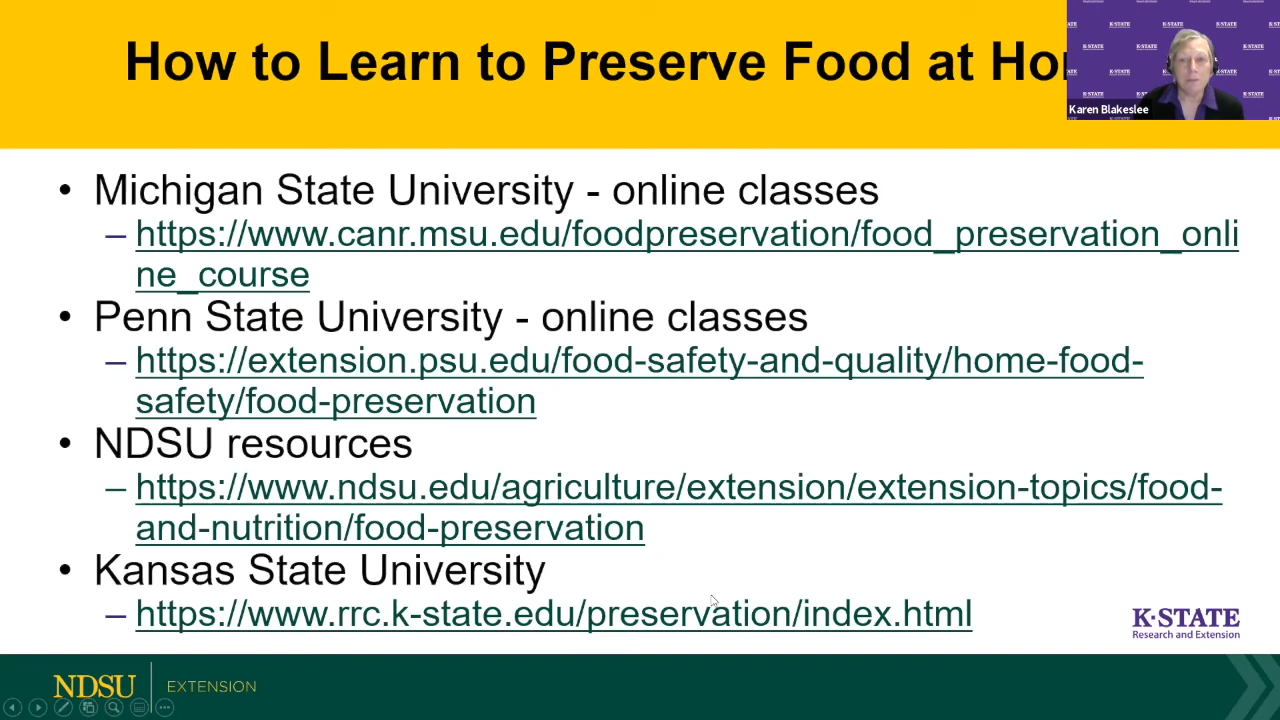 How to Learn to Preserve Food at Ho
Karen Blakeslee
• Michigan State University - online classes
– https://www.canr.msu.edu/foodpreservation/food_preservation_onli
ne_course
• Penn State University - online classes
– https://extension.psu.edu/food-safety-and-quality/home-food-
safety/food-preservation
• NDSU resources
– https://www.ndsu.edu/agriculture/extension/extension-topics/food-
and-nutrition/food-preservation
• Kansas State University
– https://www.rrc.k-state.edu/preservation/index.html
K-STATE
Research and Extension
NDSU EXTENSION